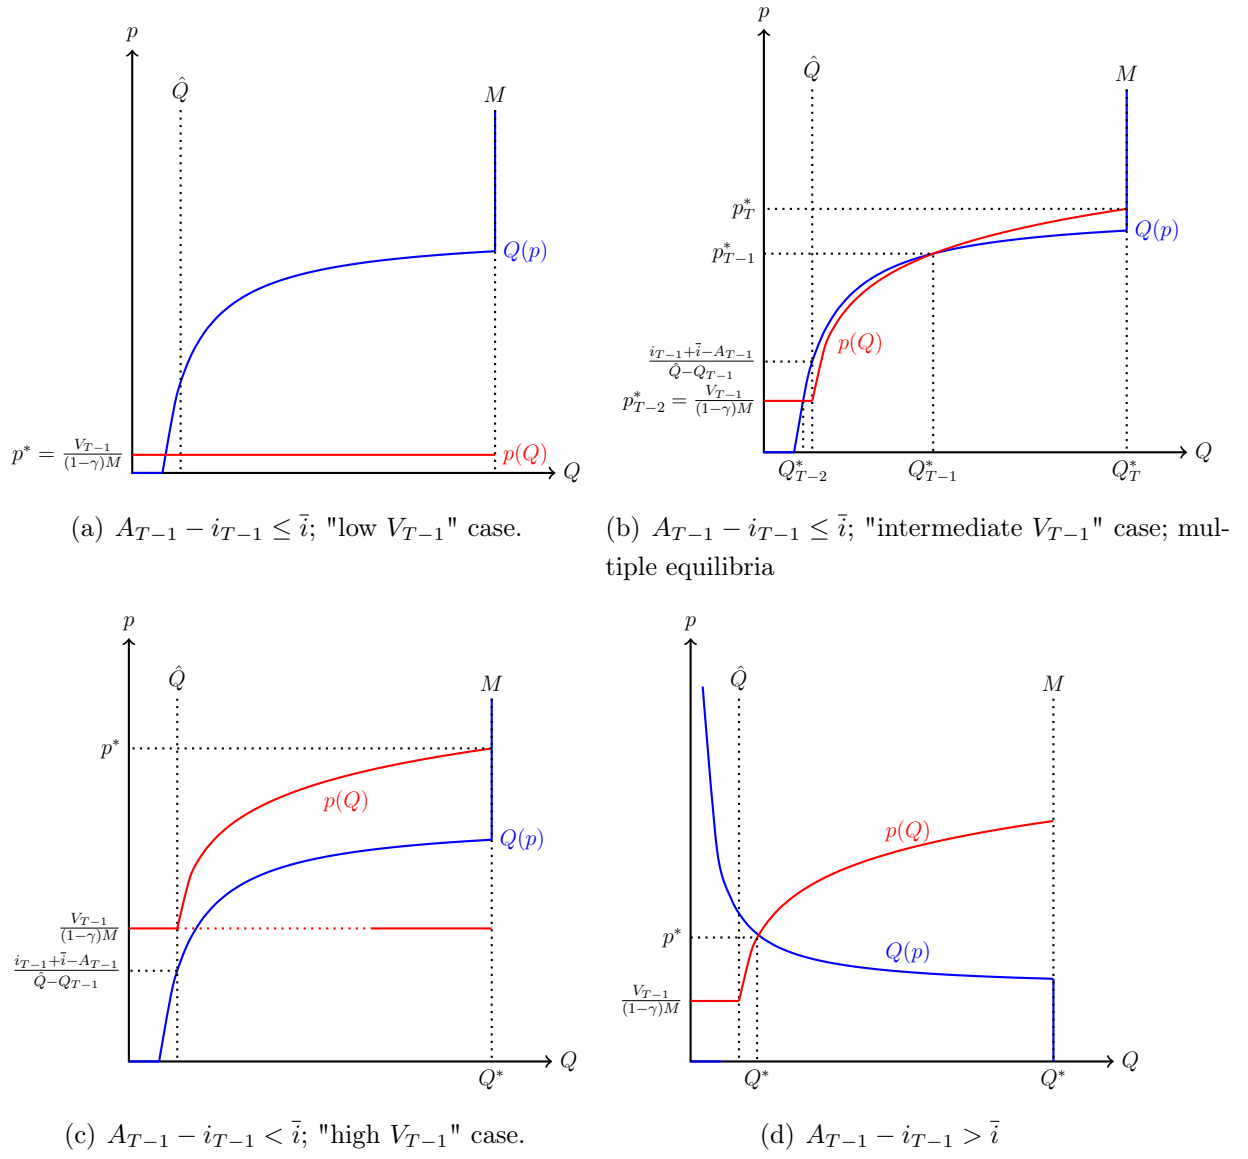 p
Q̂
M
Q(p)
p* = V_{T−1}/((1−γ)M)
p(Q)
Q
(a) A_{T−1} − i_{T−1} ≤ i̅; "low V_{T−1}" case.
p
Q̂
M
p*_T
Q(p)
p*_{T−1}
p(Q)
(i_{T−1}+i̅−A_{T−1})/(Q̂−Q_{T−1})
p*_{T−2} = V_{T−1}/((1−γ)M)
Q
Q*_{T−2}
Q*_{T−1}
Q*_T
(b) A_{T−1} − i_{T−1} ≤ i̅; "intermediate V_{T−1}" case; mul-
tiple equilibria
p
Q̂
M
p*
p(Q)
Q(p)
V_{T−1}/((1−γ)M)
(i_{T−1}+i̅−A_{T−1})/(Q̂−Q_{T−1})
Q
Q*
(c) A_{T−1} − i_{T−1} < i̅; "high V_{T−1}" case.
p
Q̂
M
p(Q)
p*
Q(p)
V_{T−1}/((1−γ)M)
Q
Q*
Q*
(d) A_{T−1} − i_{T−1} > i̅